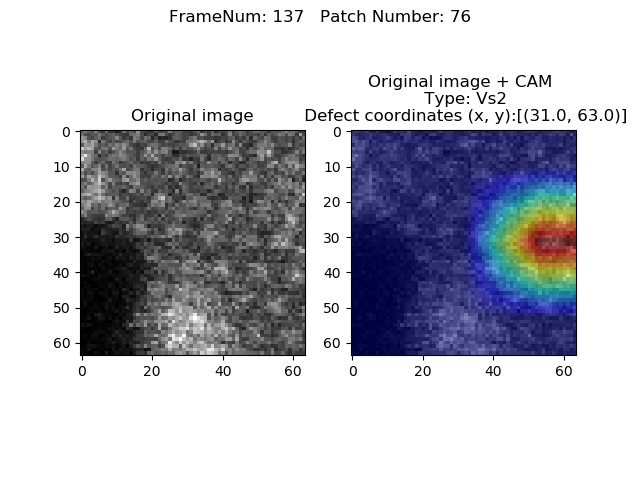 FrameNum: 137   Patch Number: 76
Original image
Original image + CAM
Type: Vs2
Defect coordinates (x, y):[(31.0, 63.0)]
0
10
20
30
40
50
60
0 20 40 60
0
10
20
30
40
50
60
0 20 40 60